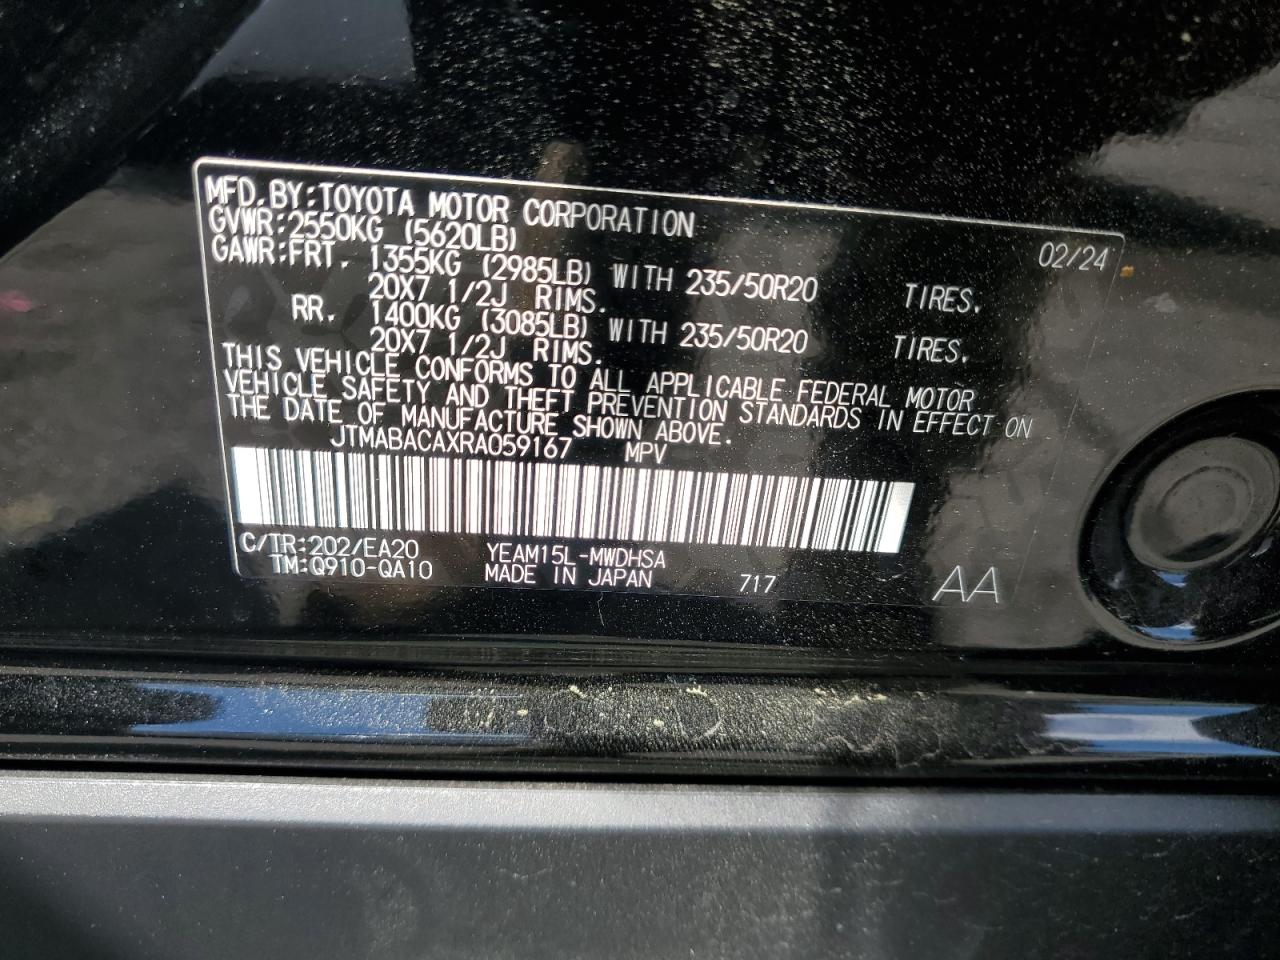 MFD.BY:TOYOTA MOTOR CORPORATION 02/24
GVWR:2550KG (5620LB)
GAWR:FRT. 1355KG (2985LB) WITH 235/50R20 TIRES.
20X7 1/2J RIMS.
RR. 1400KG (3085LB) WITH 235/50R20 TIRES.
20X7 1/2J RIMS.
THIS VEHICLE CONFORMS TO ALL APPLICABLE FEDERAL MOTOR
VEHICLE SAFETY AND THEFT PREVENTION STANDARDS IN EFFECT ON
THE DATE OF MANUFACTURE SHOWN ABOVE.
JTMABACAXRA059167 MPV
C/TR:202/EA20 YEAM15L-MWDHSA
TM:Q910-QA10 MADE IN JAPAN 717 AA